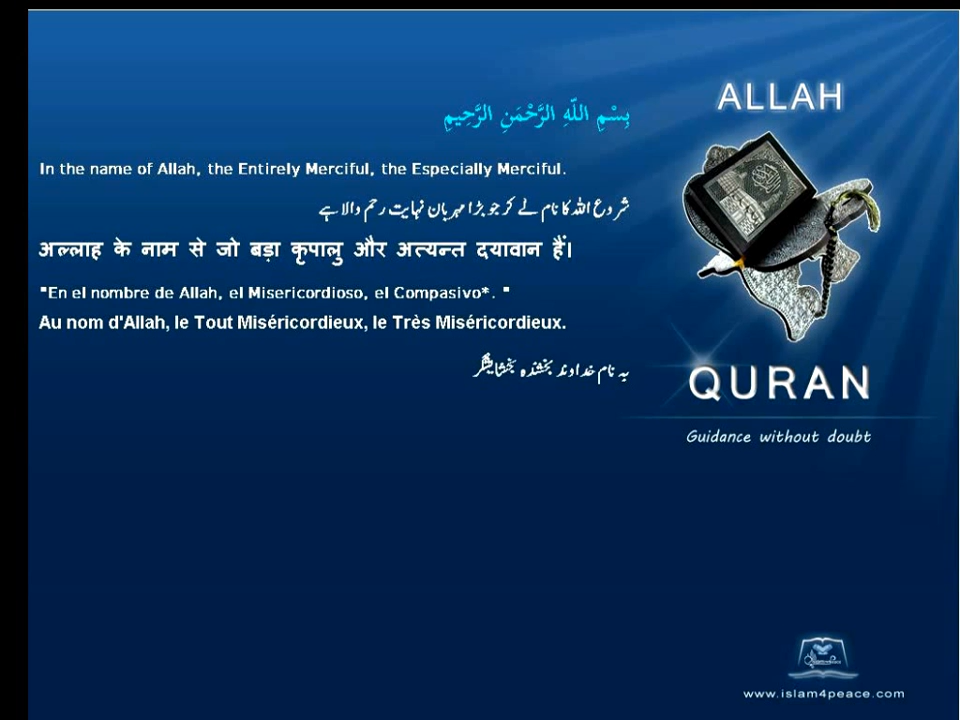 بِسْمِ اللّهِ الرَّحْمَنِ الرَّحِيمِ
In the name of Allah, the Entirely Merciful, the Especially Merciful.
شروع الله کا نام لے کر جو بڑا مہربان نہایت رحم والا ہے
अल्लाह के नाम से जो बड़ा कृपालु और अत्यन्त दयावान हैं।
"En el nombre de Allah, el Misericordioso, el Compasivo*. "
Au nom d'Allah, le Tout Miséricordieux, le Très Miséricordieux.
به نام خداوند بخشنده بخشایشگر
ALLAH
QURAN
Guidance without doubt
www.islam4peace.com